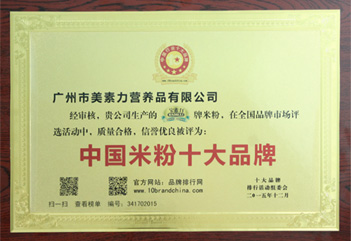 广州市美素力营养品有限公司
经审核，贵公司生产的 牌米粉，在全国品牌市场评
选活动中，质量合格，信誉优良被评为：
中国米粉十大品牌
官方网站：品牌排行网
www.10brandchina.com
扫一扫 查看榜单 编号：341702015
十大品牌
排行活动组委会
二〇一五年十二月